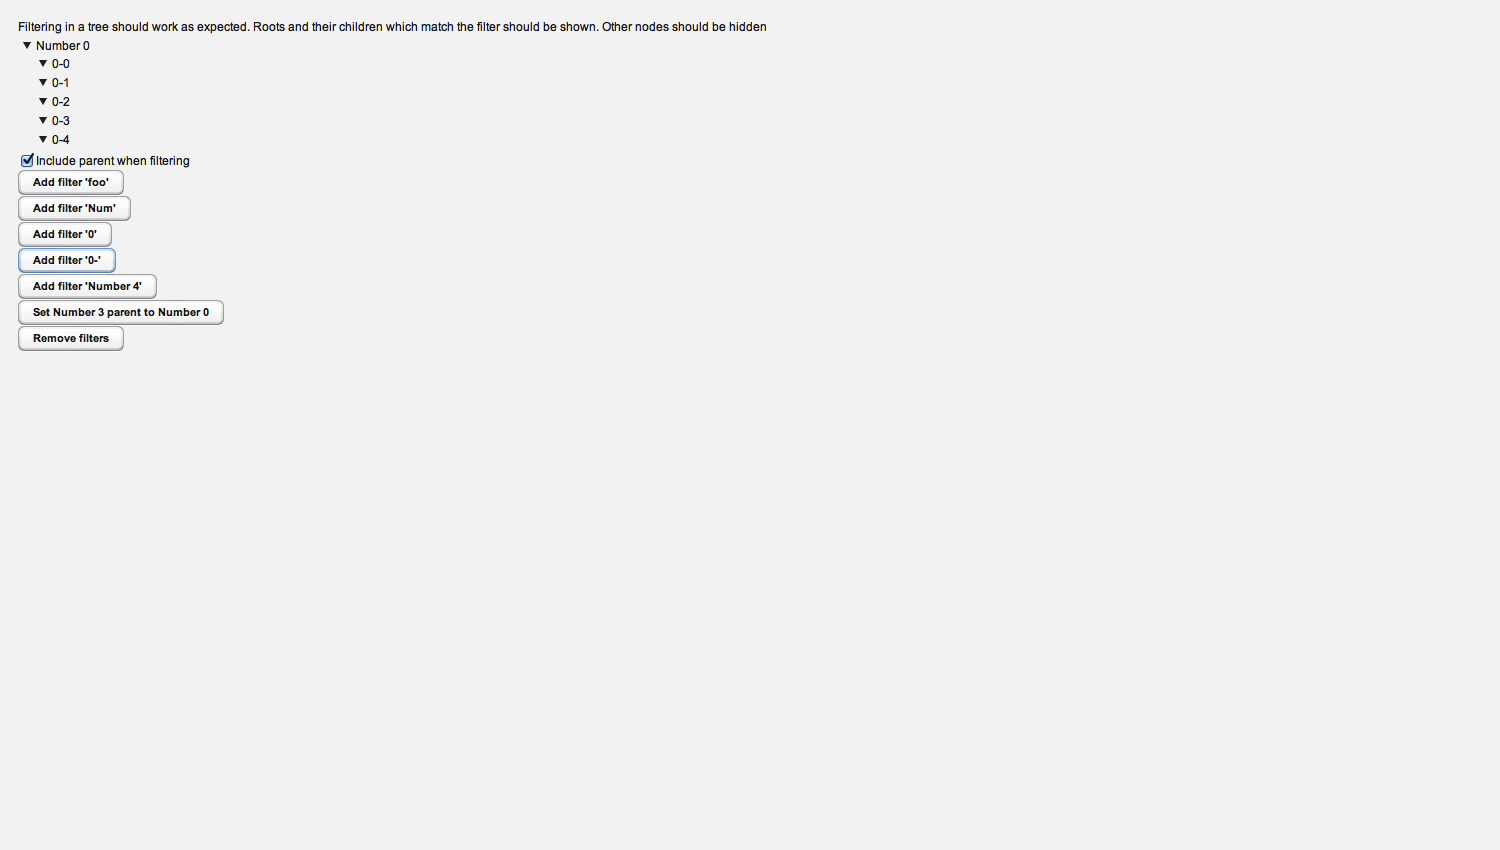 Filtering in a tree should work as expected. Roots and their children which match the filter should be shown. Other nodes should be hidden
Number 0
0-0
0-1
0-2
0-3
0-4
Include parent when filtering
Add filter 'foo'
Add filter 'Num'
Add filter '0'
Add filter '0-'
Add filter 'Number 4'
Set Number 3 parent to Number 0
Remove filters